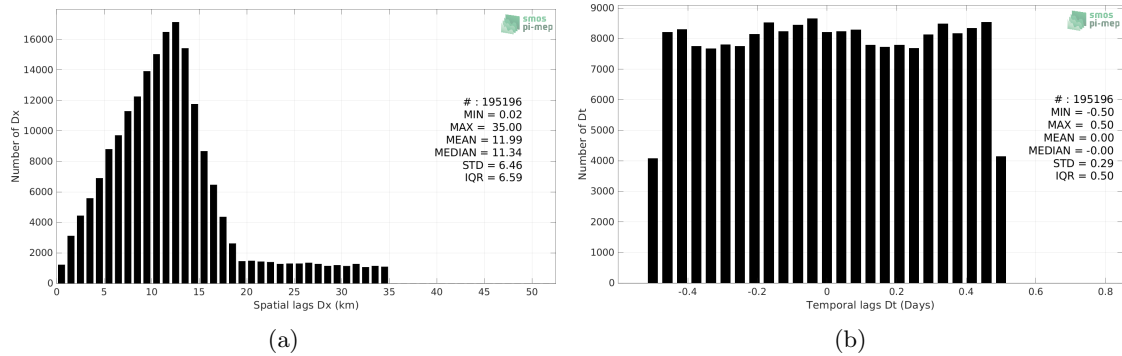 smos
pi-mep
16000
14000
12000
10000
8000
6000
4000
2000
0
Number of Dx
# : 195196
MIN = 0.02
MAX = 35.00
MEAN = 11.99
MEDIAN = 11.34
STD = 6.46
IQR = 6.59
0 5 10 15 20 25 30 35 40 45 50
Spatial lags Dx (km)
(a)
smos
pi-mep
9000
8000
7000
6000
5000
4000
3000
2000
1000
0
Number of Dt
# : 195196
MIN = -0.50
MAX = 0.50
MEAN = 0.00
MEDIAN = -0.00
STD = 0.29
IQR = 0.50
-0.4 -0.2 0 0.2 0.4 0.6 0.8
Temporal lags Dt (Days)
(b)